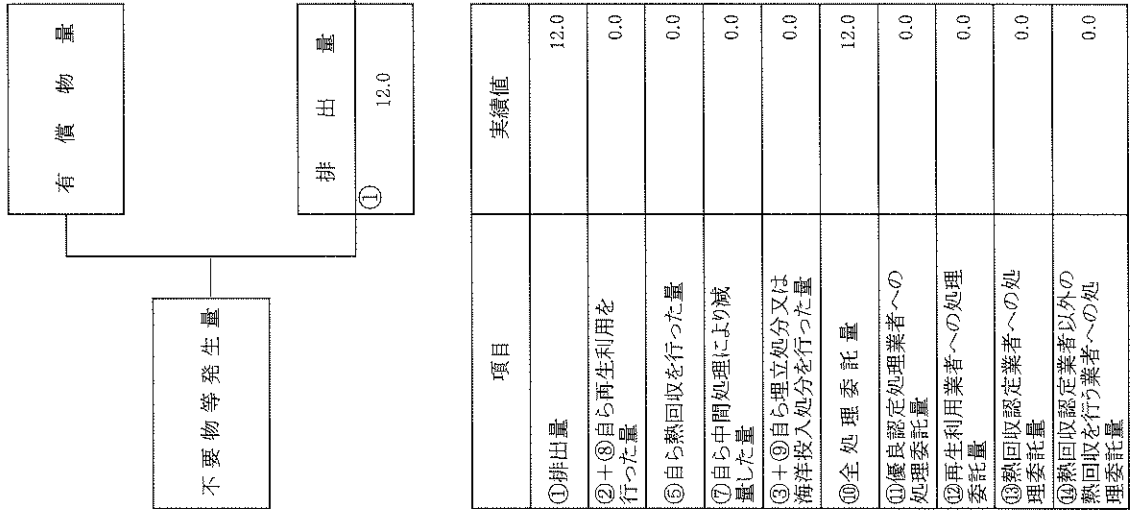 有償物量
不要物等発生量
排出量
①
12.0
項目 実績値
①排出量 12.0
②+⑧自ら再生利用を
行った量 0.0
⑤自ら熱回収を行った量 0.0
⑦自ら中間処理により減
量した量 0.0
③+⑨自ら埋立処分又は
海洋投入処分を行った量 0.0
⑩全処理委託量 12.0
⑪優良認定処理業者への
処理委託量 0.0
⑫再生利用業者への処理
委託量 0.0
⑬熱回収認定業者への処
理委託量 0.0
⑭熱回収認定業者以外の
熱回収を行う業者への処
理委託量 0.0